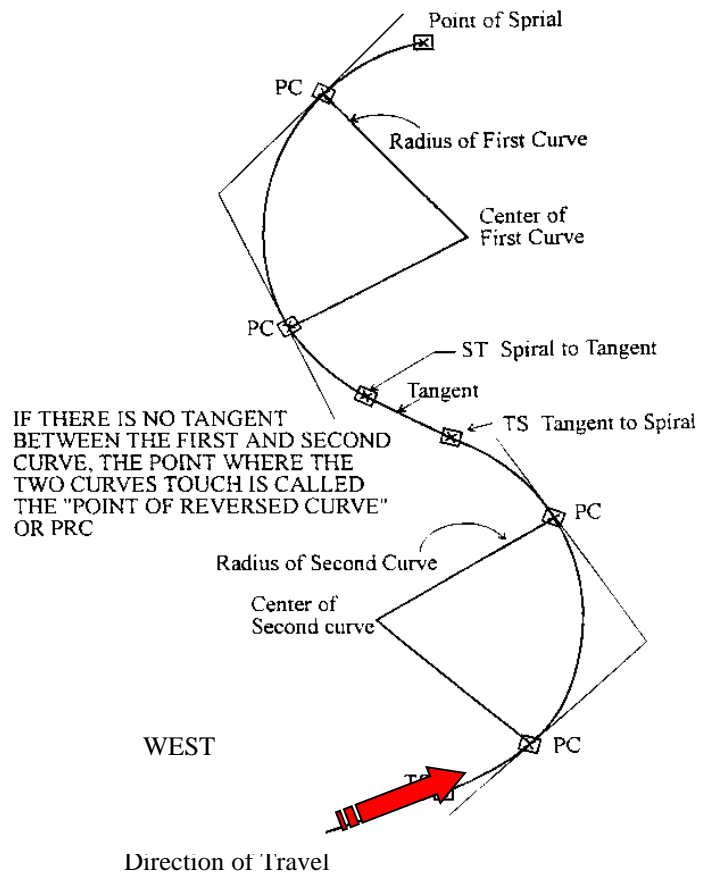 Point of Sprial
PC
Radius of First Curve
Center of
First Curve
PC
ST Spiral to Tangent
Tangent
TS Tangent to Spiral
IF THERE IS NO TANGENT
BETWEEN THE FIRST AND SECOND
CURVE, THE POINT WHERE THE
TWO CURVES TOUCH IS CALLED
THE "POINT OF REVERSED CURVE"
OR PRC
PC
Radius of Second Curve
Center of
Second curve
WEST
PC
Direction of Travel